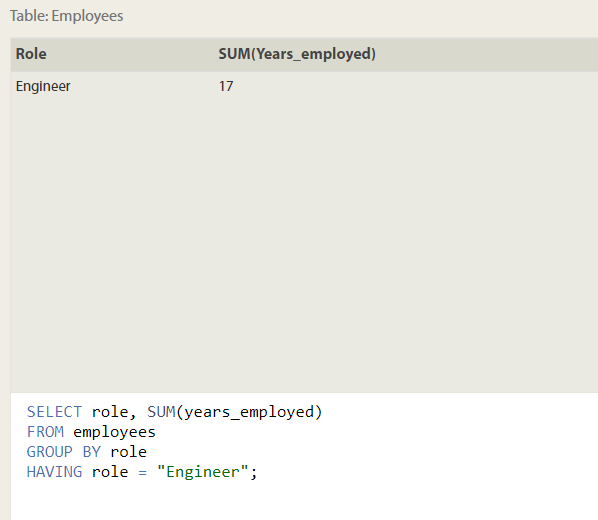 Table: Employees
Role SUM(Years_employed)
Engineer 17
SELECT role, SUM(years_employed)
FROM employees
GROUP BY role
HAVING role = "Engineer";